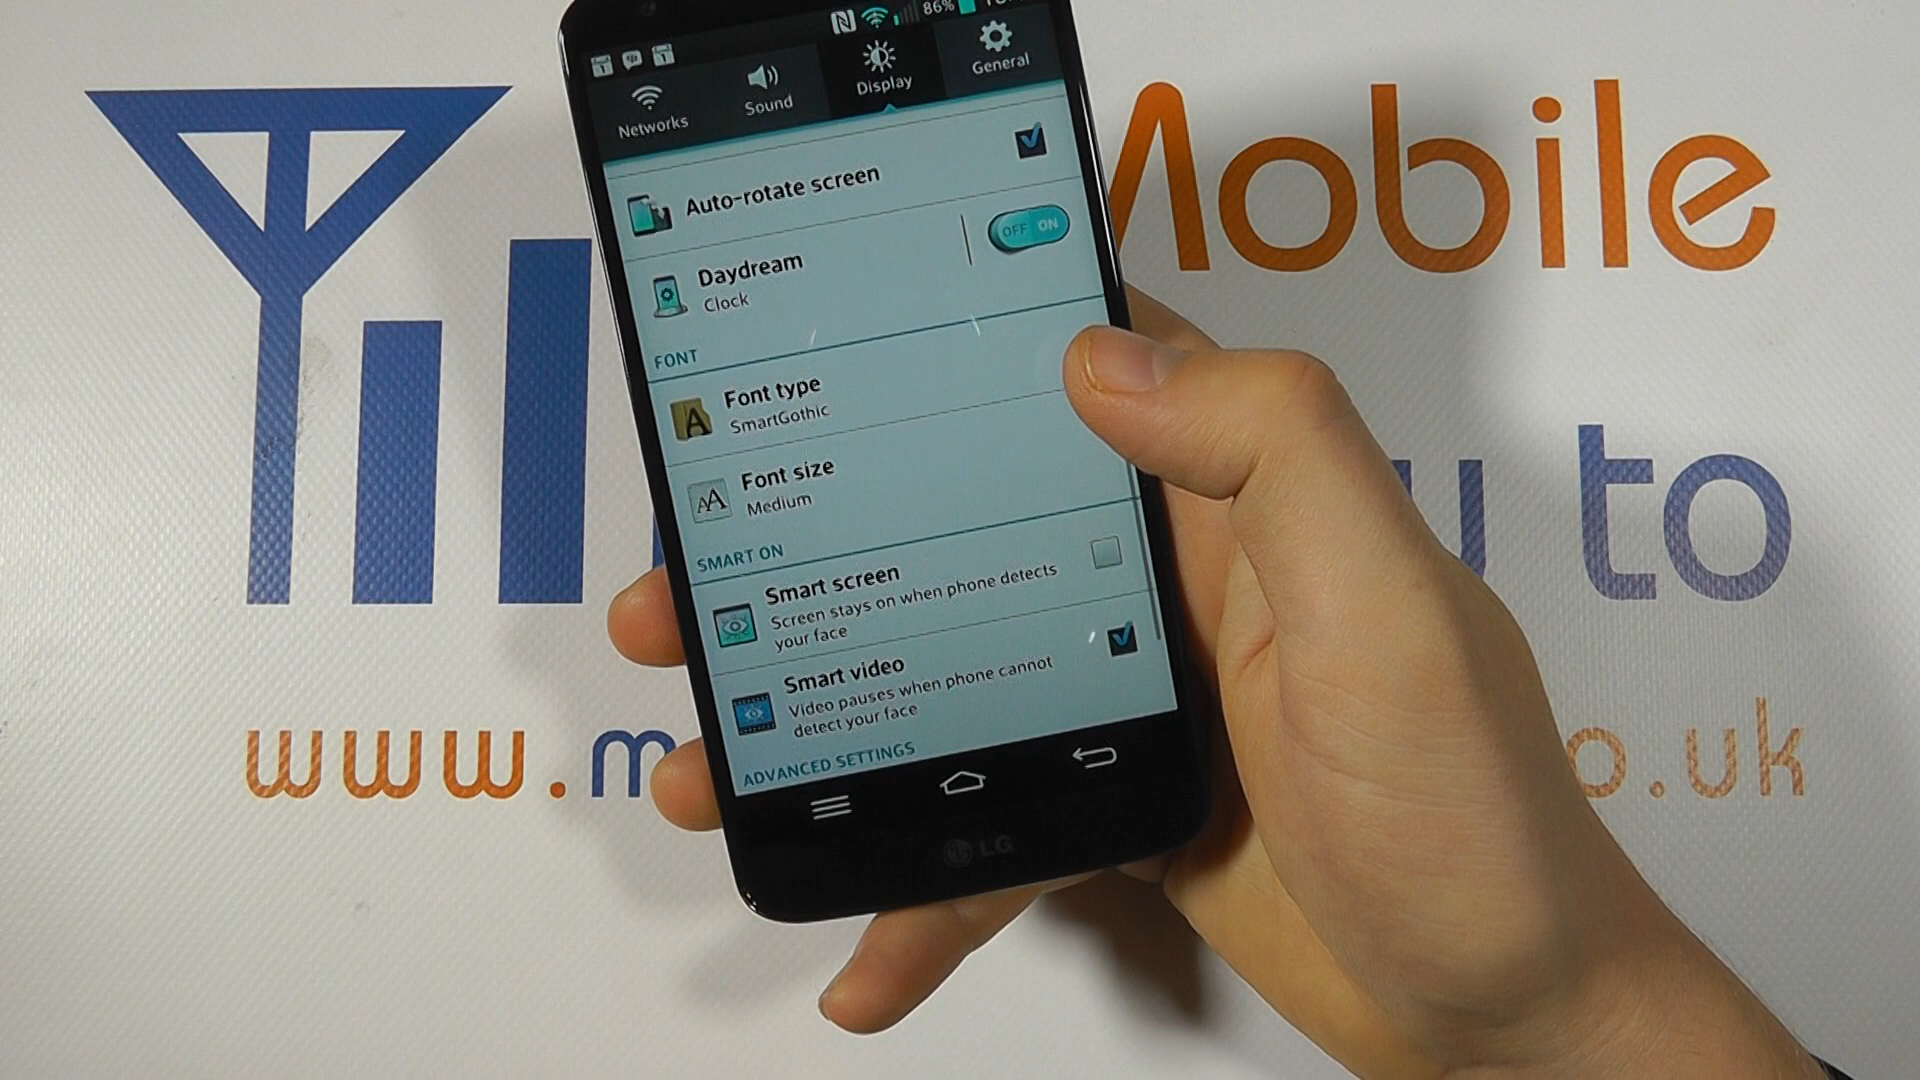 86%
Networks
Sound
Display
General
Auto-rotate screen
Daydream
OFF ON
Clock
FONT
Font type
SmartGothic
Font size
Medium
SMART ON
Smart screen
Screen stays on when phone detects
your face
Smart video
Video pauses when phone cannot
detect your face
ADVANCED SETTINGS
LG
Mobile
to
www.m
o.uk